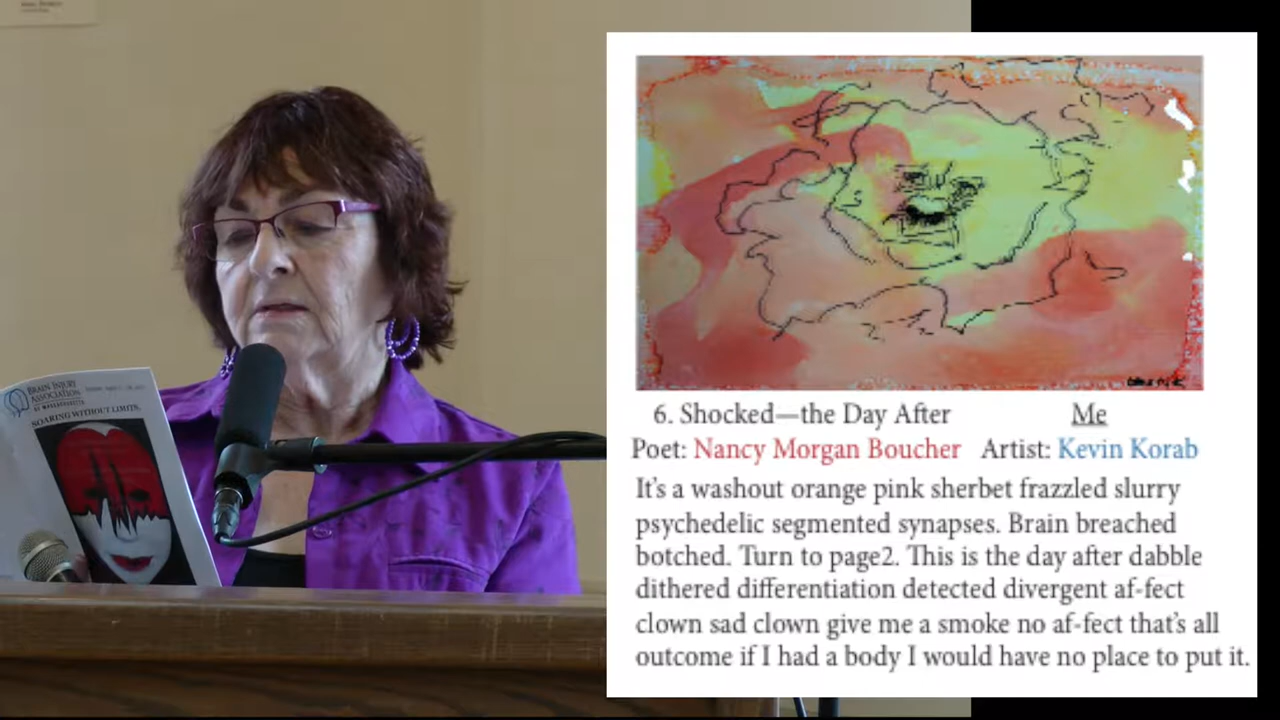 BRAIN INJURY
ASSOCIATION
OF MASSACHUSETTS
SOARING WITHOUT LIMITS
6. Shocked—the Day After Me
Poet: Nancy Morgan Boucher Artist: Kevin Korab
It's a washout orange pink sherbet frazzled slurry
psychedelic segmented synapses. Brain breached
botched. Turn to page2. This is the day after dabble
dithered differentiation detected divergent af-fect
clown sad clown give me a smoke no af-fect that's all
outcome if I had a body I would have no place to put it.